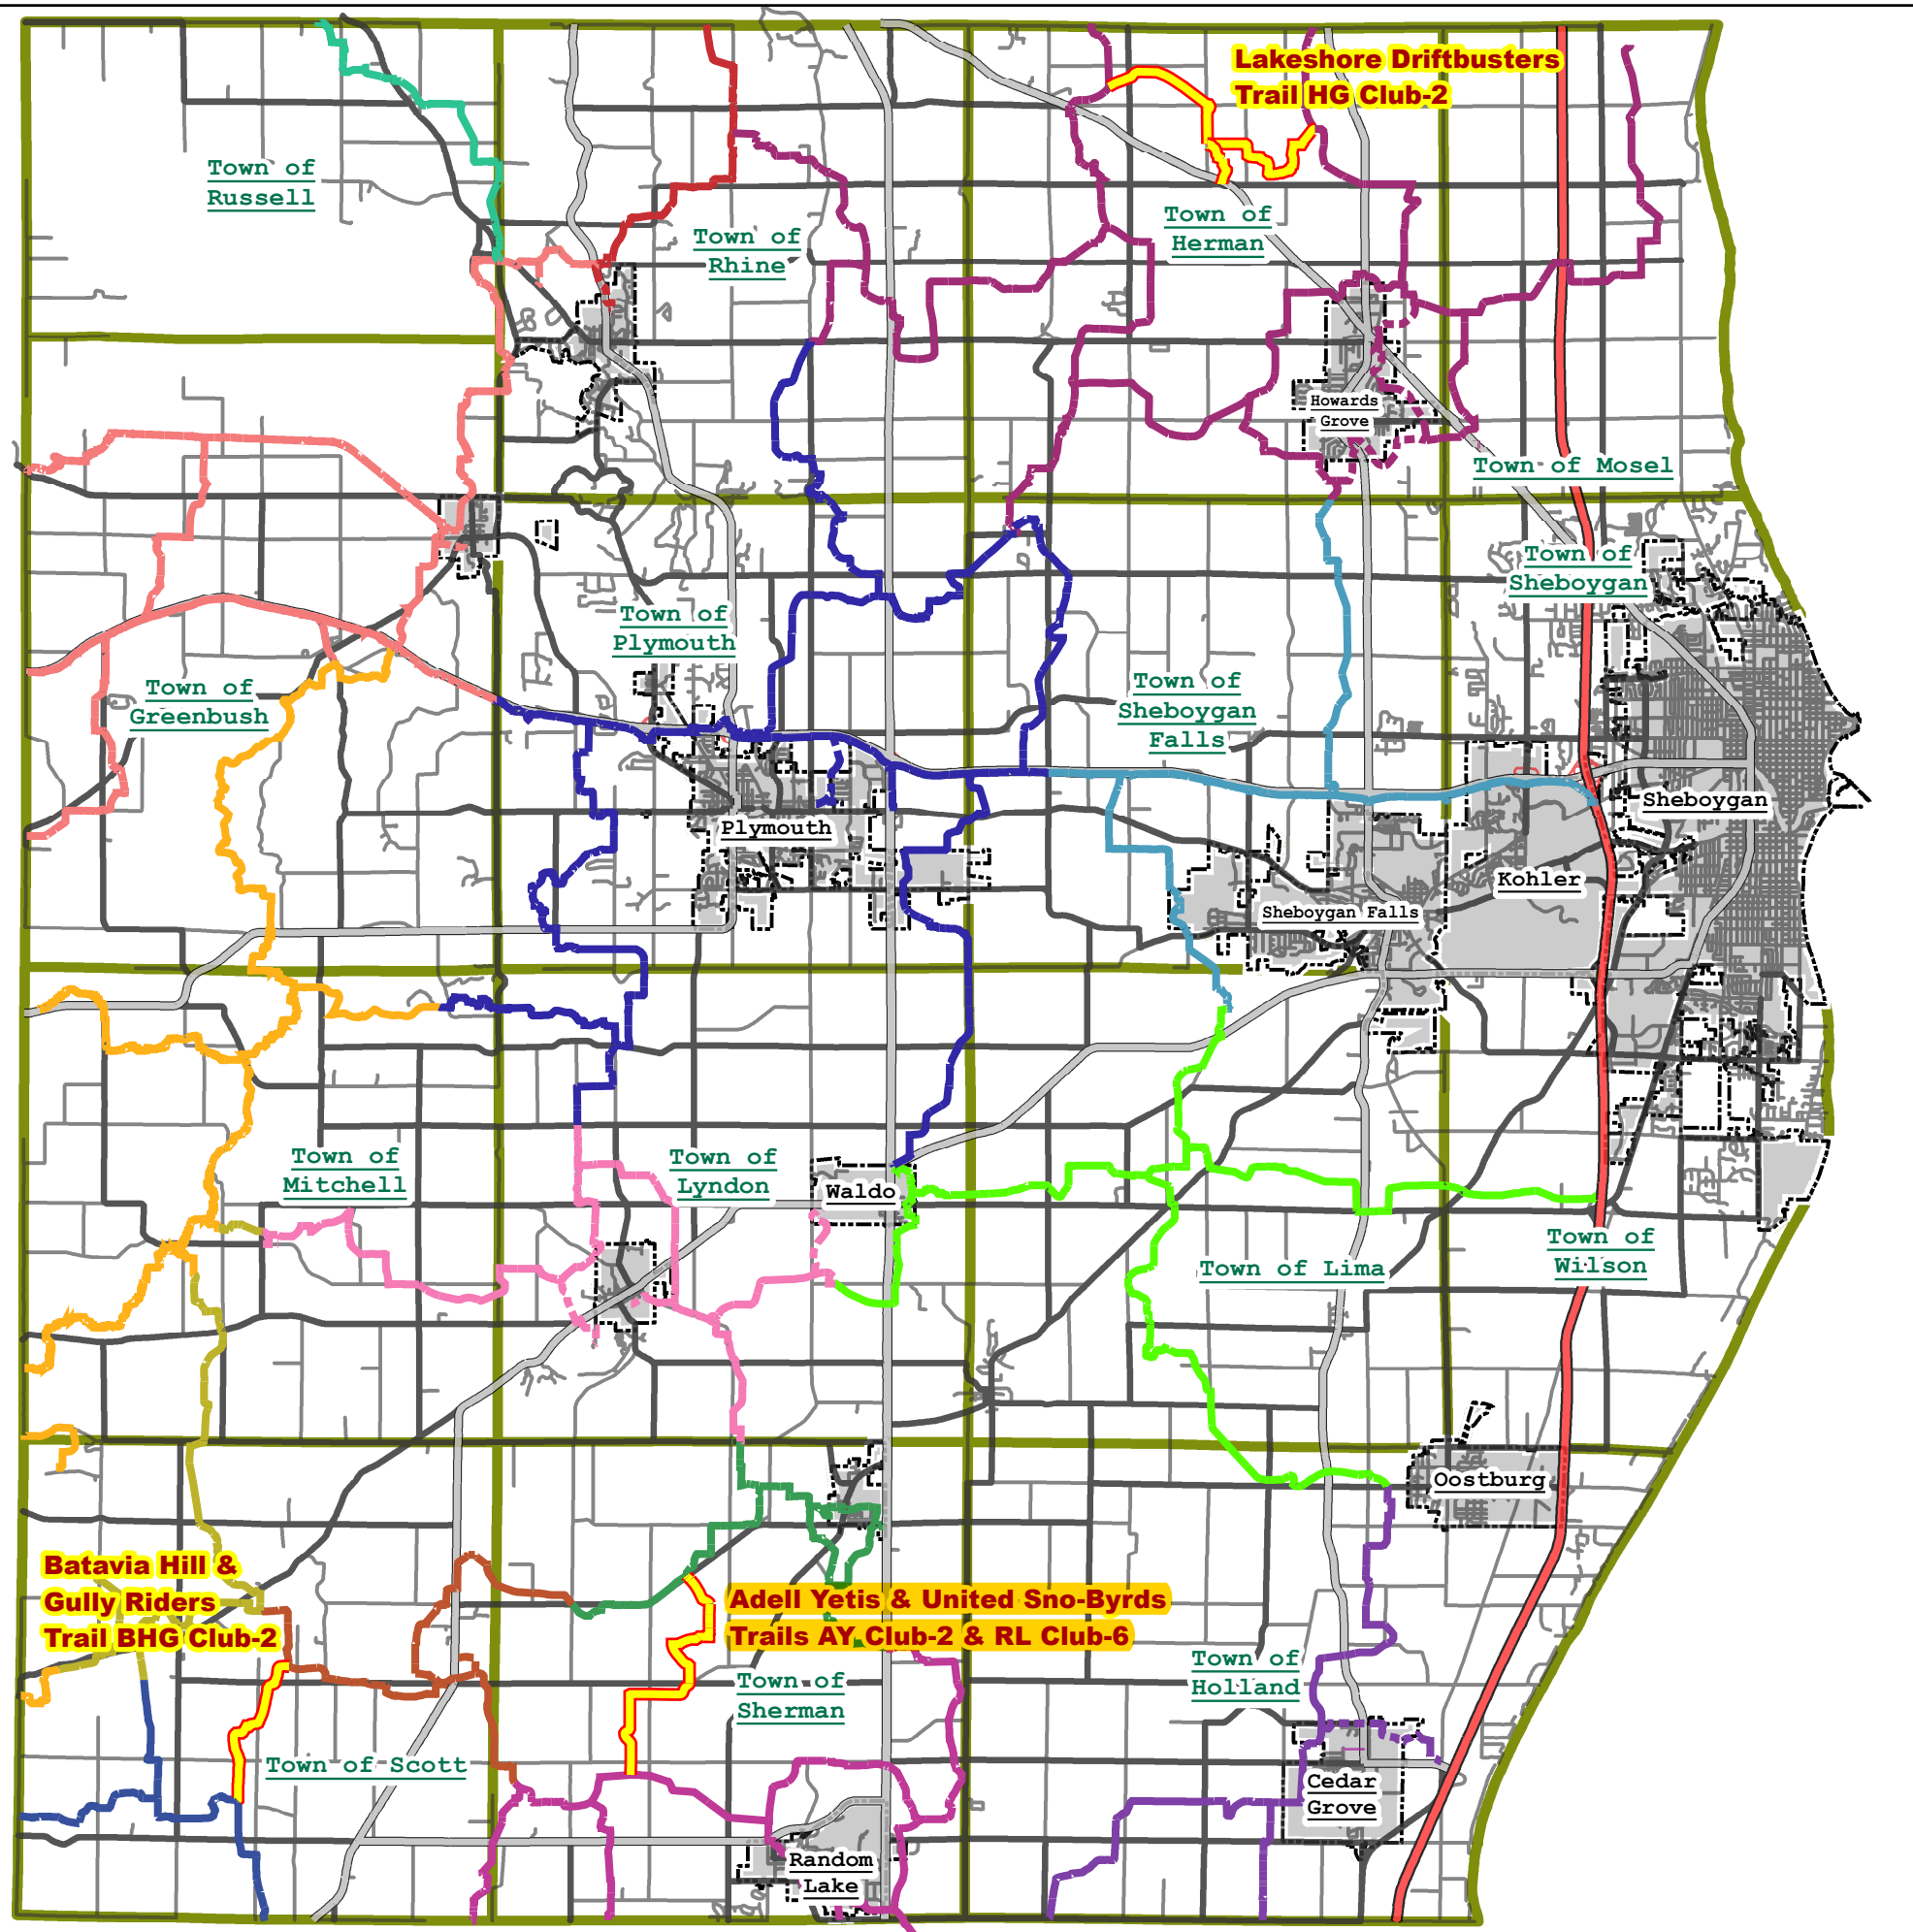 Lakeshore Driftbusters
Trail HG Club-2
Town of
Russell
Town of
Rhine
Town of
Herman
Howards
Grove
Town of Mosel
Town of
Sheboygan
Town of
Plymouth
Town of
Greenbush
Town of
Sheboygan
Falls
Sheboygan
Plymouth
Kohler
Sheboygan Falls
Town of
Mitchell
Town of
Lyndon
Waldo
Town of
Wilson
Town of Lima
Oostburg
Batavia Hill &
Gully Riders
Trail BHG Club-2
Adell Yetis & United Sno-Byrds
Trails AY Club-2 & RL Club-6
Town of
Holland
Town of
Sherman
Town of Scott
Cedar
Grove
Random
Lake